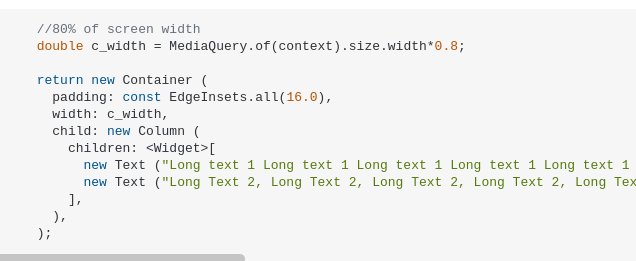 //80% of screen width
double c_width = MediaQuery.of(context).size.width*0.8;
return new Container (
padding: const EdgeInsets.all(16.0),
width: c_width,
child: new Column (
children: <Widget>[
new Text ("Long text 1 Long text 1 Long text 1 Long text 1 Long text 1
new Text ("Long Text 2, Long Text 2, Long Text 2, Long Text 2, Long Tex
],
),
);